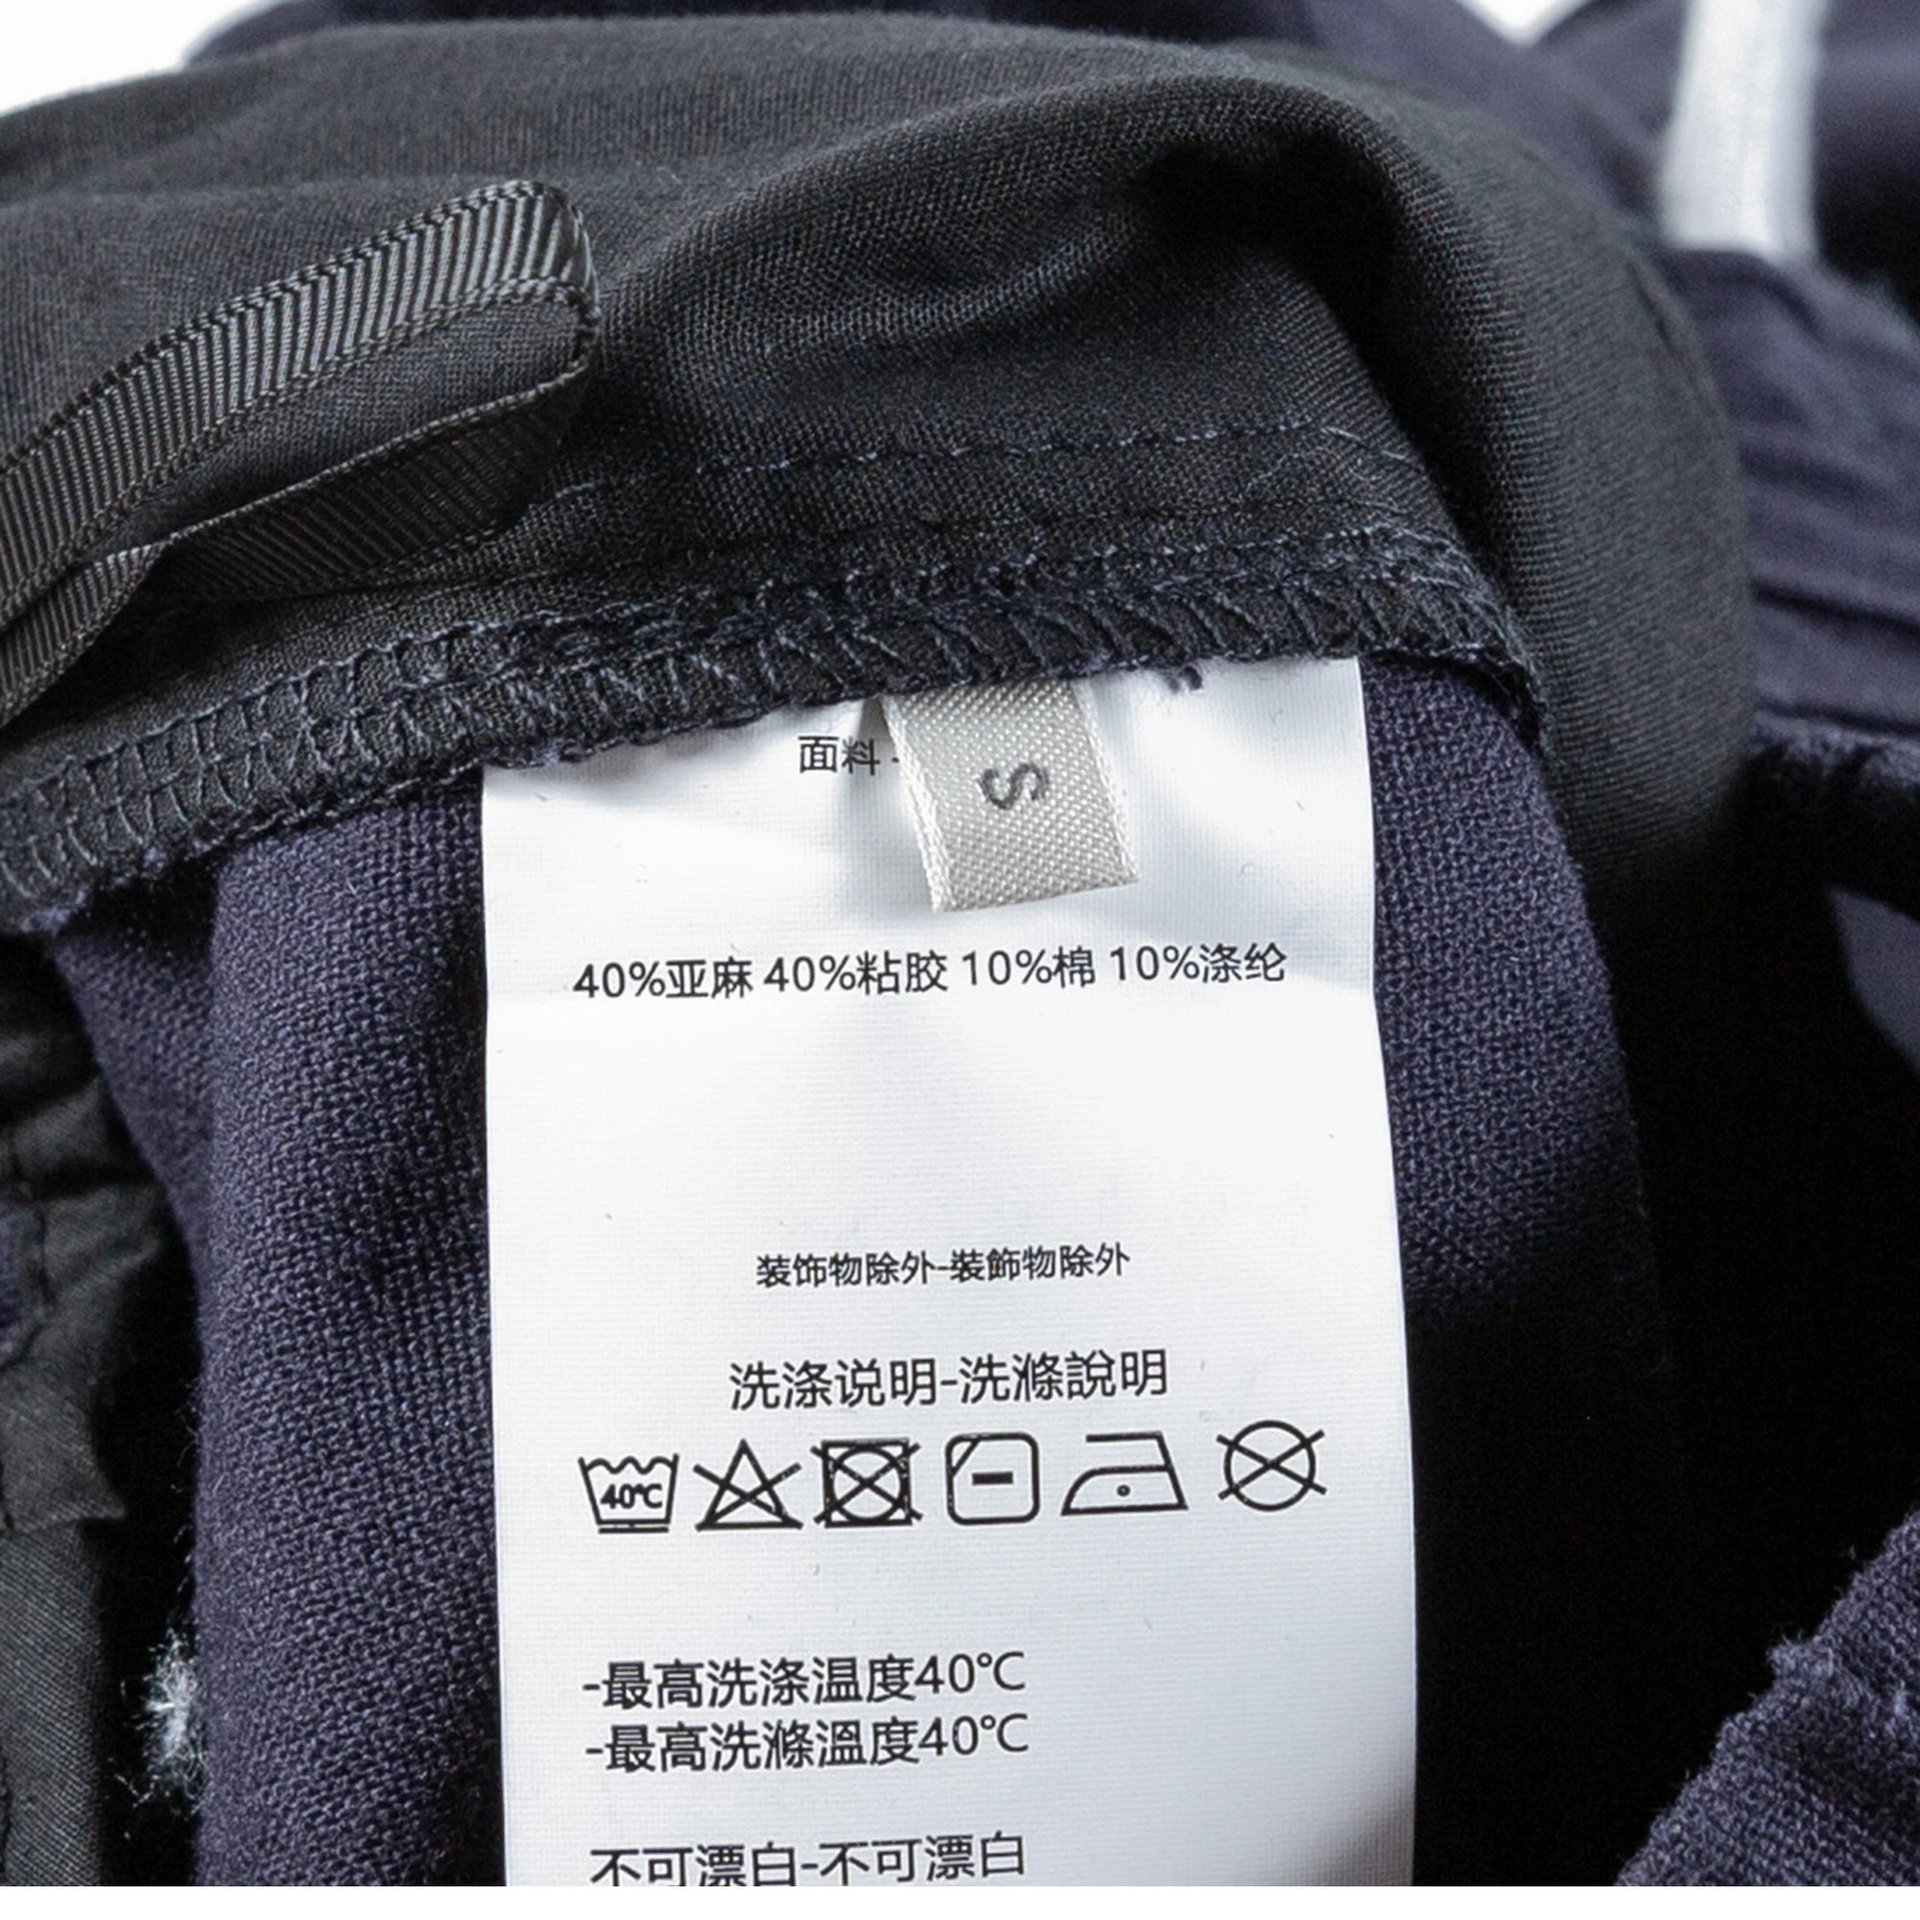 面料 -
S
40%亚麻 40%粘胶 10%棉 10%涤纶
装饰物除外-裝飾物除外
洗涤说明-洗滌說明
40℃
-最高洗涤温度40℃
-最高洗滌溫度40℃
不可漂白-不可漂白